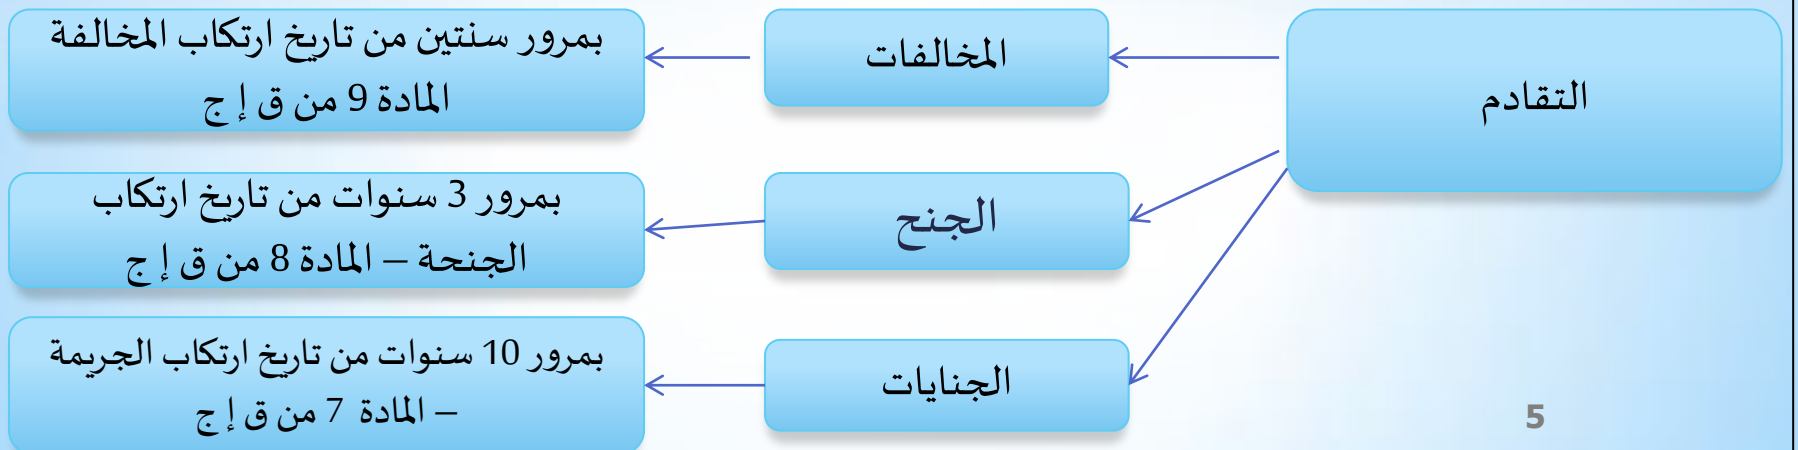 التقادم
المخالفات
بمرور سنتين من تاريخ ارتكاب المخالفة
المادة 9 من ق إ ج
الجنح
بمرور 3 سنوات من تاريخ ارتكاب
الجنحة – المادة 8 من ق إ ج
الجنايات
بمرور 10 سنوات من تاريخ ارتكاب الجريمة
– المادة 7 من ق إ ج
5